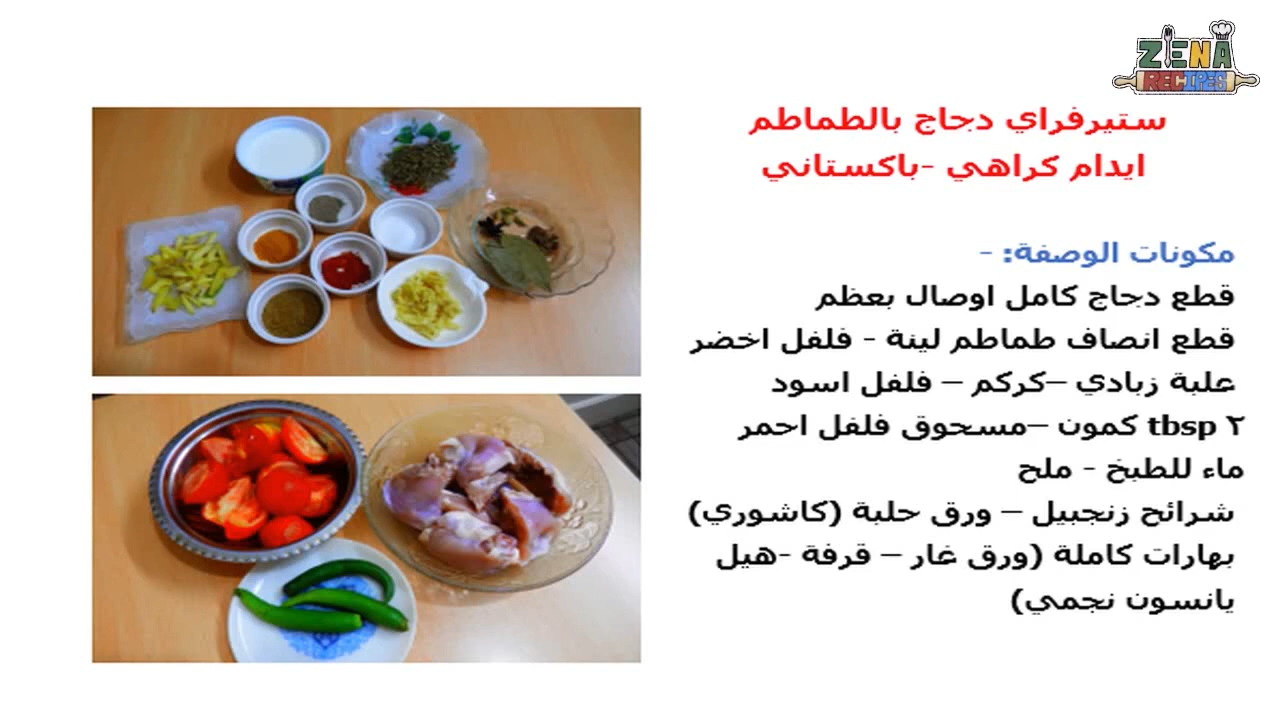 ZENA
RECIPES
ستيرفراي دجاج بالطماطم
ايدام كراهي -باكستاني
مكونات الوصفة: -
قطع دجاج كامل اوصال بعظم
قطع انصاف طماطم لينة - فلفل اخضر
علبة زبادي –كركم – فلفل اسود
٢ tbsp كمون –مسحوق فلفل احمر
ماء للطبخ - ملح
شرائح زنجبيل – ورق حلبة (كاشوري)
بهارات كاملة (ورق غار – قرفة -هيل
يانسون نجمي)